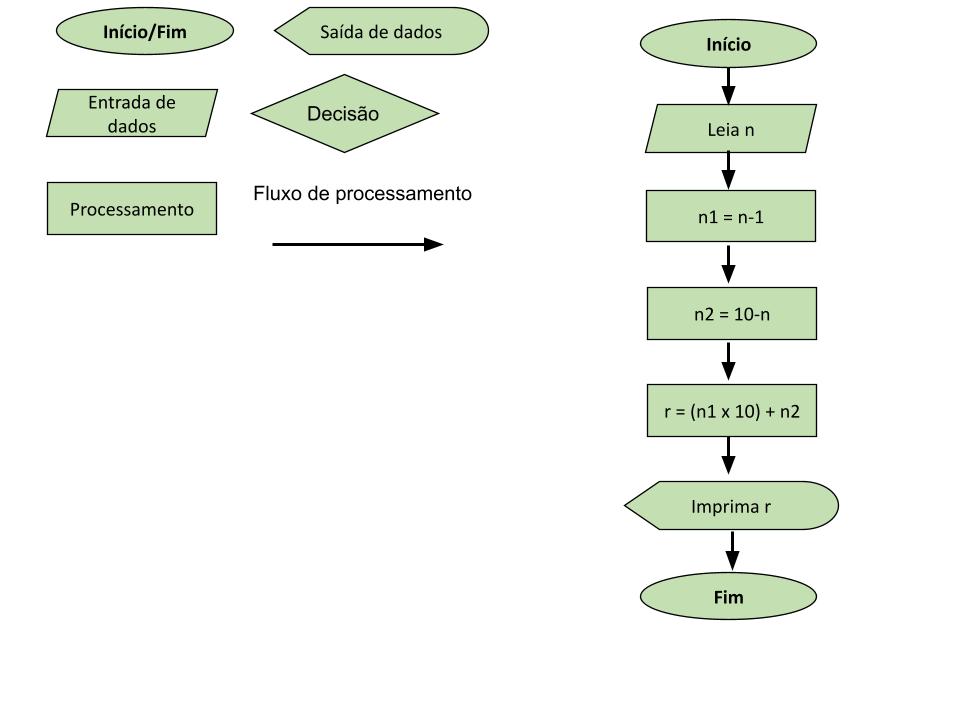 Início/Fim
Saída de dados
Entrada de
dados
Decisão
Processamento
Fluxo de processamento
Início
Leia n
n1 = n-1
n2 = 10-n
r = (n1 x 10) + n2
Imprima r
Fim